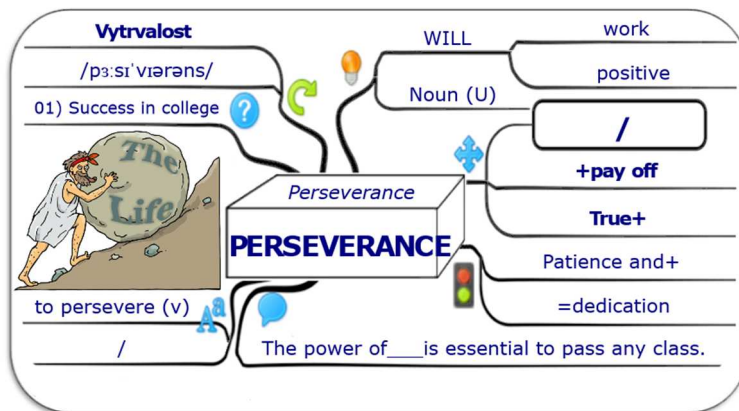 Vytrvalost
/pɜːsɪˈvɪərəns/
01) Success in college
The
Life
to persevere (v)
/
Aa
Perseverance
PERSEVERANCE
WILL
work
positive
Noun (U)
/
+pay off
True+
Patience and+
=dedication
The power of___is essential to pass any class.
?